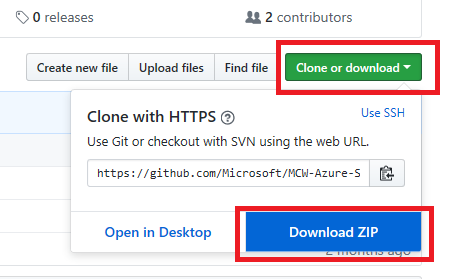 0 releases
2 contributors
Create new file
Upload files
Find file
Clone or download
Clone with HTTPS
Use SSH
Use Git or checkout with SVN using the web URL.
https://github.com/Microsoft/MCW-Azure-S
Open in Desktop
Download ZIP
2 months ago